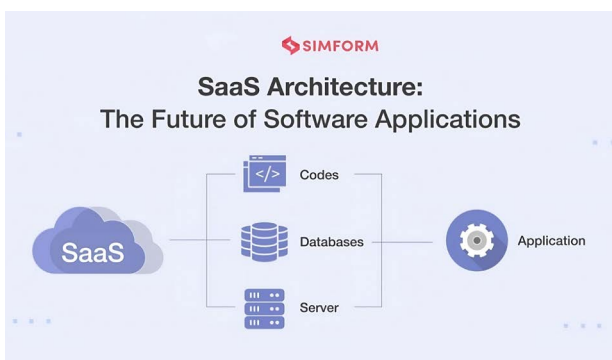 SIMFORM
SaaS Architecture:
The Future of Software Applications
</>
Codes
SaaS
Databases
Application
Server